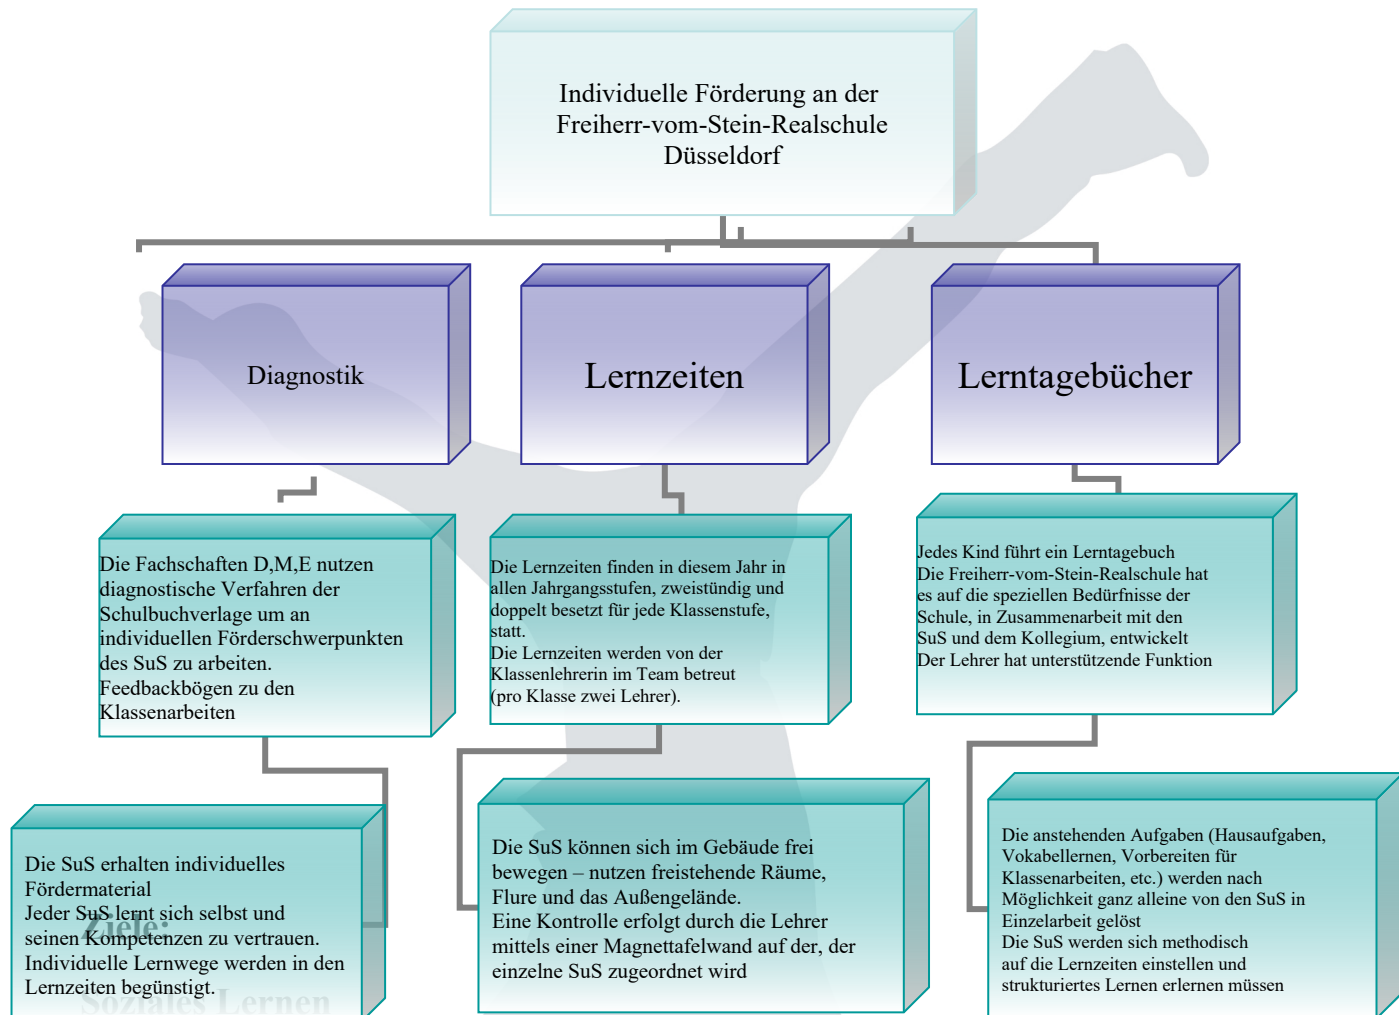 Individuelle Förderung an der
Freiherr-vom-Stein-Realschule
Düsseldorf
Diagnostik
Lernzeiten
Lerntagebücher
Die Fachschaften D,M,E nutzen
diagnostische Verfahren der
Schulbuchverlage um an
individuellen Förderschwerpunkten
des SuS zu arbeiten.
Feedbackbögen zu den
Klassenarbeiten
Die Lernzeiten finden in diesem Jahr in
allen Jahrgangsstufen, zweistündig und
doppelt besetzt für jede Klassenstufe,
statt.
Die Lernzeiten werden von der
Klassenlehrerin im Team betreut
(pro Klasse zwei Lehrer).
Jedes Kind führt ein Lerntagebuch
Die Freiherr-vom-Stein-Realschule hat
es auf die speziellen Bedürfnisse der
Schule, in Zusammenarbeit mit den
SuS und dem Kollegium, entwickelt
Der Lehrer hat unterstützende Funktion
Die SuS erhalten individuelles
Fördermaterial
Jeder SuS lernt sich selbst und
seinen Kompetenzen zu vertrauen.
Individuelle Lernwege werden in den
Lernzeiten begünstigt.
Ziele:
Soziales Lernen
Die SuS können sich im Gebäude frei
bewegen – nutzen freistehende Räume,
Flure und das Außengelände.
Eine Kontrolle erfolgt durch die Lehrer
mittels einer Magnettafelwand auf der, der
einzelne SuS zugeordnet wird
Die anstehenden Aufgaben (Hausaufgaben,
Vokabellernen, Vorbereiten für
Klassenarbeiten, etc.) werden nach
Möglichkeit ganz alleine von den SuS in
Einzelarbeit gelöst
Die SuS werden sich methodisch
auf die Lernzeiten einstellen und
strukturiertes Lernen erlernen müssen